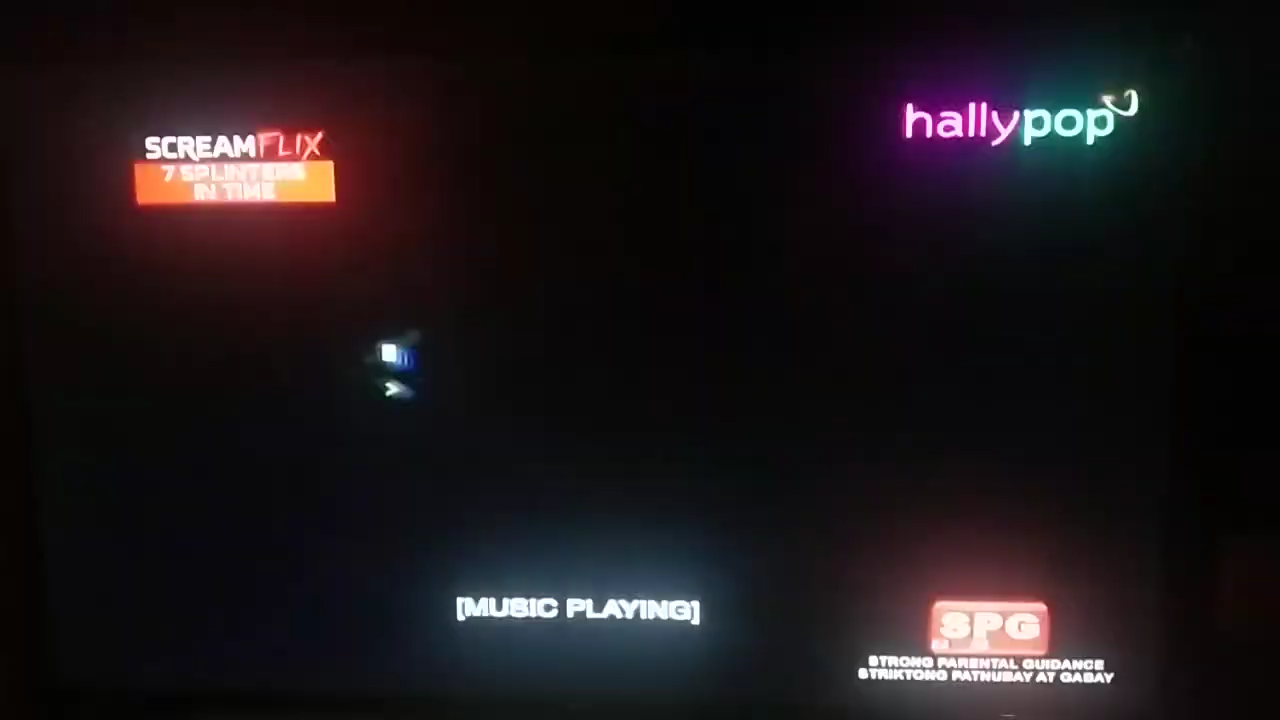 SCREAMFLIX
7 SPLINTERS
IN TIME
hallypop
[MUSIC PLAYING]
SPG
STRONG PARENTAL GUIDANCE
STRIKTONG PATNUBAY AT GABAY